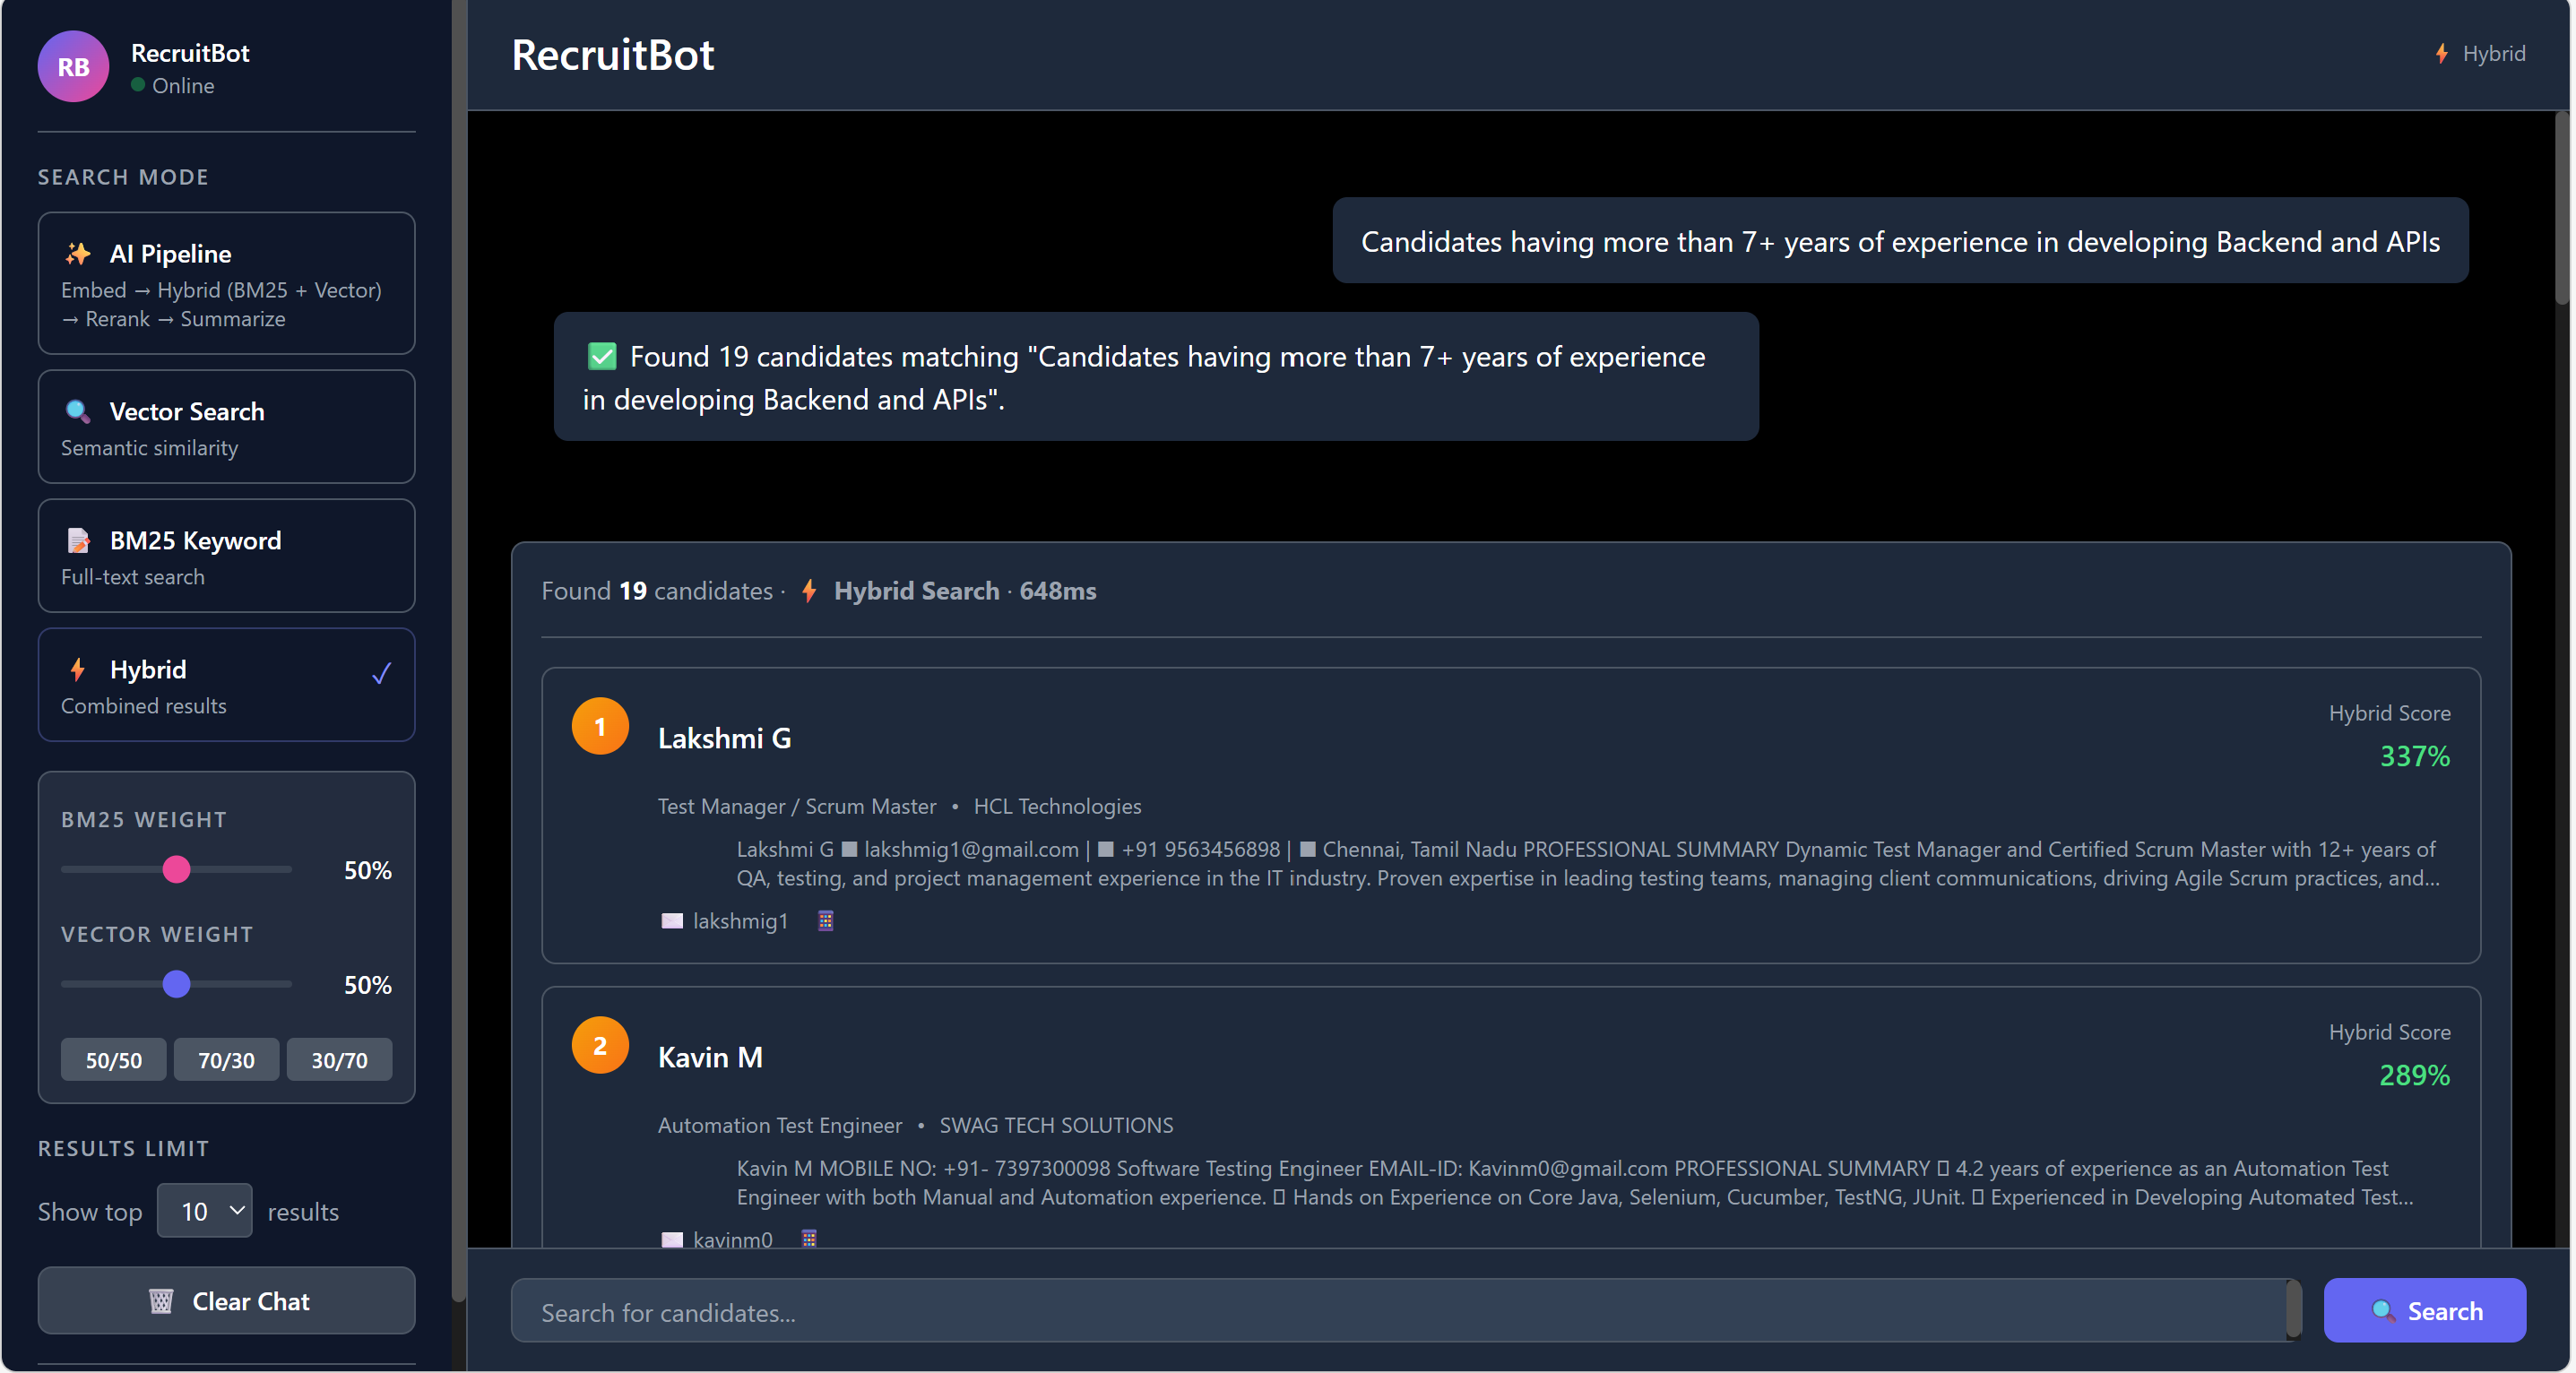 RB
RecruitBot
Online
SEARCH MODE
✨ AI Pipeline
Embed → Hybrid (BM25 + Vector)
→ Rerank → Summarize
🔍 Vector Search
Semantic similarity
📝 BM25 Keyword
Full-text search
⚡ Hybrid ✓
Combined results
BM25 WEIGHT
50%
VECTOR WEIGHT
50%
50/50 70/30 30/70
RESULTS LIMIT
Show top 10 results
🗑️ Clear Chat
RecruitBot
⚡ Hybrid
Candidates having more than 7+ years of experience in developing Backend and APIs
✅ Found 19 candidates matching "Candidates having more than 7+ years of experience
in developing Backend and APIs".
Found 19 candidates · ⚡ Hybrid Search · 648ms
1
Lakshmi G
Hybrid Score
337%
Test Manager / Scrum Master • HCL Technologies
Lakshmi G ■ lakshmig1@gmail.com | ■ +91 9563456898 | ■ Chennai, Tamil Nadu PROFESSIONAL SUMMARY Dynamic Test Manager and Certified Scrum Master with 12+ years of
QA, testing, and project management experience in the IT industry. Proven expertise in leading testing teams, managing client communications, driving Agile Scrum practices, and...
lakshmig1
2
Kavin M
Hybrid Score
289%
Automation Test Engineer • SWAG TECH SOLUTIONS
Kavin M MOBILE NO: +91- 7397300098 Software Testing Engineer EMAIL-ID: Kavinm0@gmail.com PROFESSIONAL SUMMARY  4.2 years of experience as an Automation Test
Engineer with both Manual and Automation experience.  Hands on Experience on Core Java, Selenium, Cucumber, TestNG, JUnit.  Experienced in Developing Automated Test...
kavinm0
Search for candidates...
🔍 Search